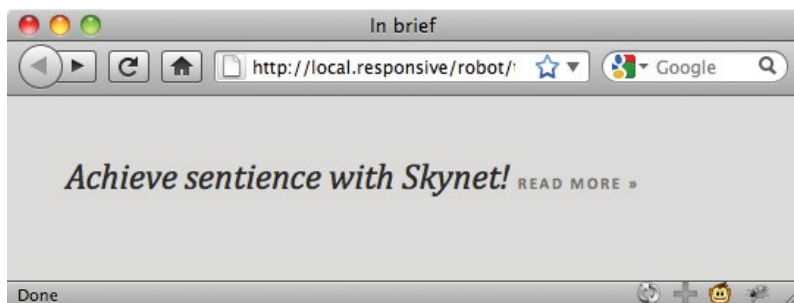 In brief
http://local.responsive/robot/
Google
Achieve sentience with Skynet! READ MORE »
Done